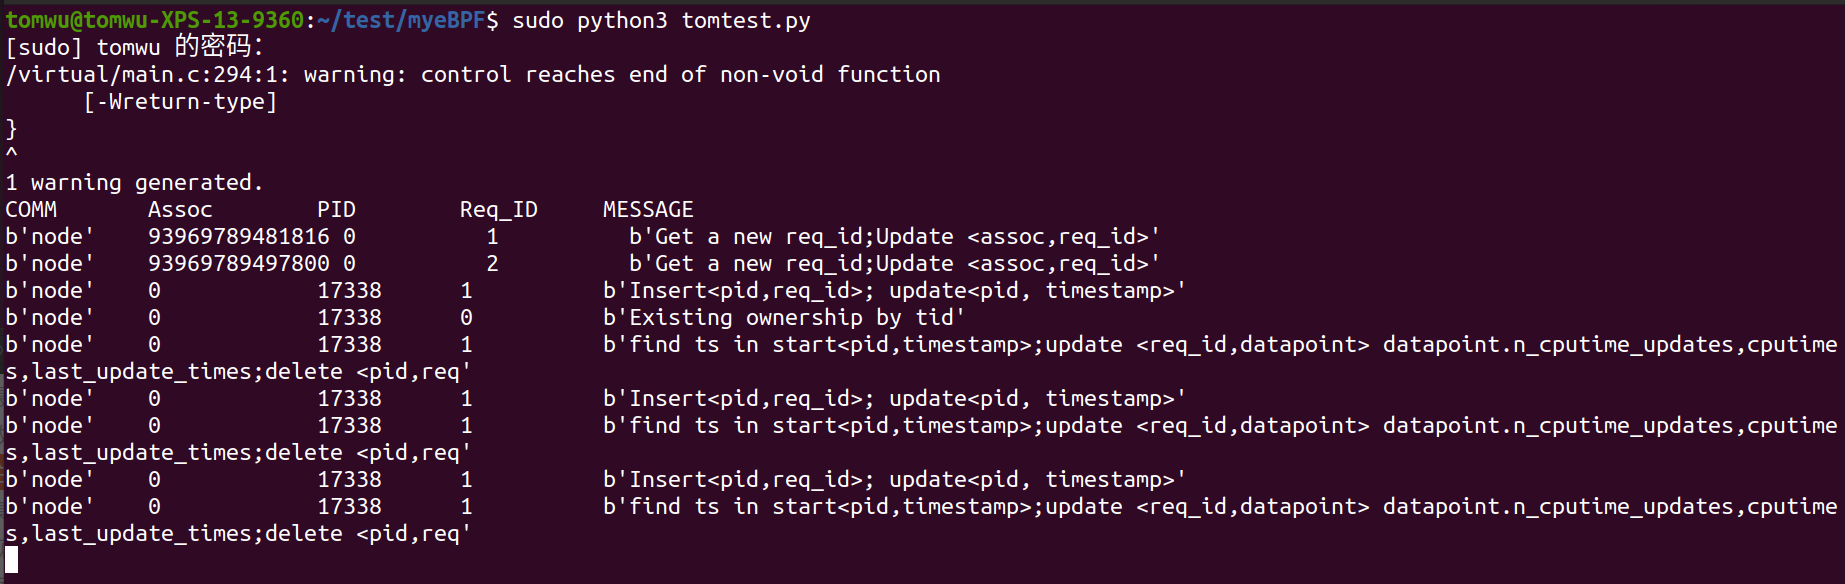 tomwu@tomwu-XPS-13-9360:~/test/myeBPF$ sudo python3 tomtest.py
[sudo] tomwu 的密码：
/virtual/main.c:294:1: warning: control reaches end of non-void function
      [-Wreturn-type]
}
^
1 warning generated.
COMM       Assoc        PID        Req_ID     MESSAGE
b'node'    93969789481816 0          1          b'Get a new req_id;Update <assoc,req_id>'
b'node'    93969789497800 0          2          b'Get a new req_id;Update <assoc,req_id>'
b'node'    0            17338      1          b'Insert<pid,req_id>; update<pid, timestamp>'
b'node'    0            17338      0          b'Existing ownership by tid'
b'node'    0            17338      1          b'find ts in start<pid,timestamp>;update <req_id,datapoint> datapoint.n_cputime_updates,cputime
s,last_update_times;delete <pid,req'
b'node'    0            17338      1          b'Insert<pid,req_id>; update<pid, timestamp>'
b'node'    0            17338      1          b'find ts in start<pid,timestamp>;update <req_id,datapoint> datapoint.n_cputime_updates,cputime
s,last_update_times;delete <pid,req'
b'node'    0            17338      1          b'Insert<pid,req_id>; update<pid, timestamp>'
b'node'    0            17338      1          b'find ts in start<pid,timestamp>;update <req_id,datapoint> datapoint.n_cputime_updates,cputime
s,last_update_times;delete <pid,req'